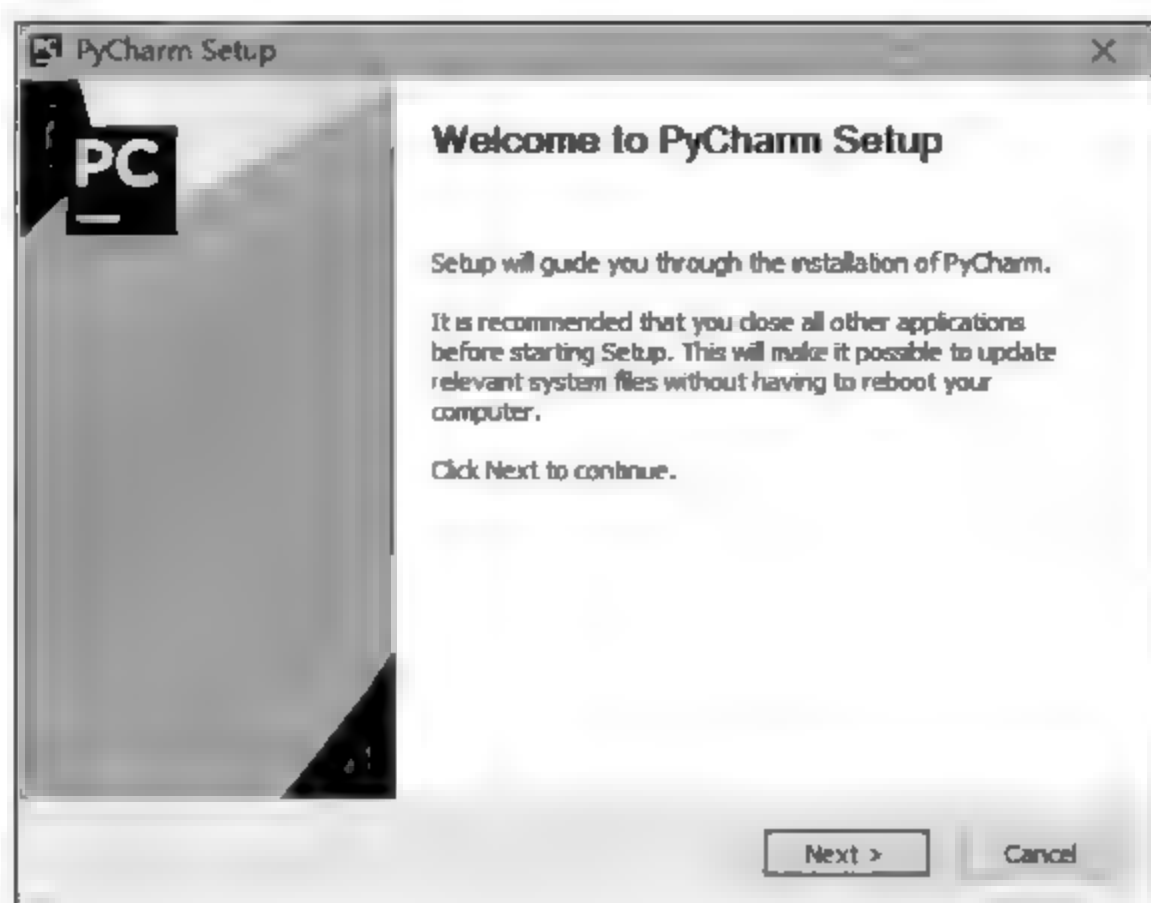 PyCharm Setup
PC
Welcome to PyCharm Setup
Setup will guide you through the installation of PyCharm.
It is recommended that you close all other applications
before starting Setup. This will make it possible to update
relevant system files without having to reboot your
computer.
Click Next to continue.
Next >
Cancel